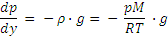 dp/dy = −ρ · g = − pM/RT · g